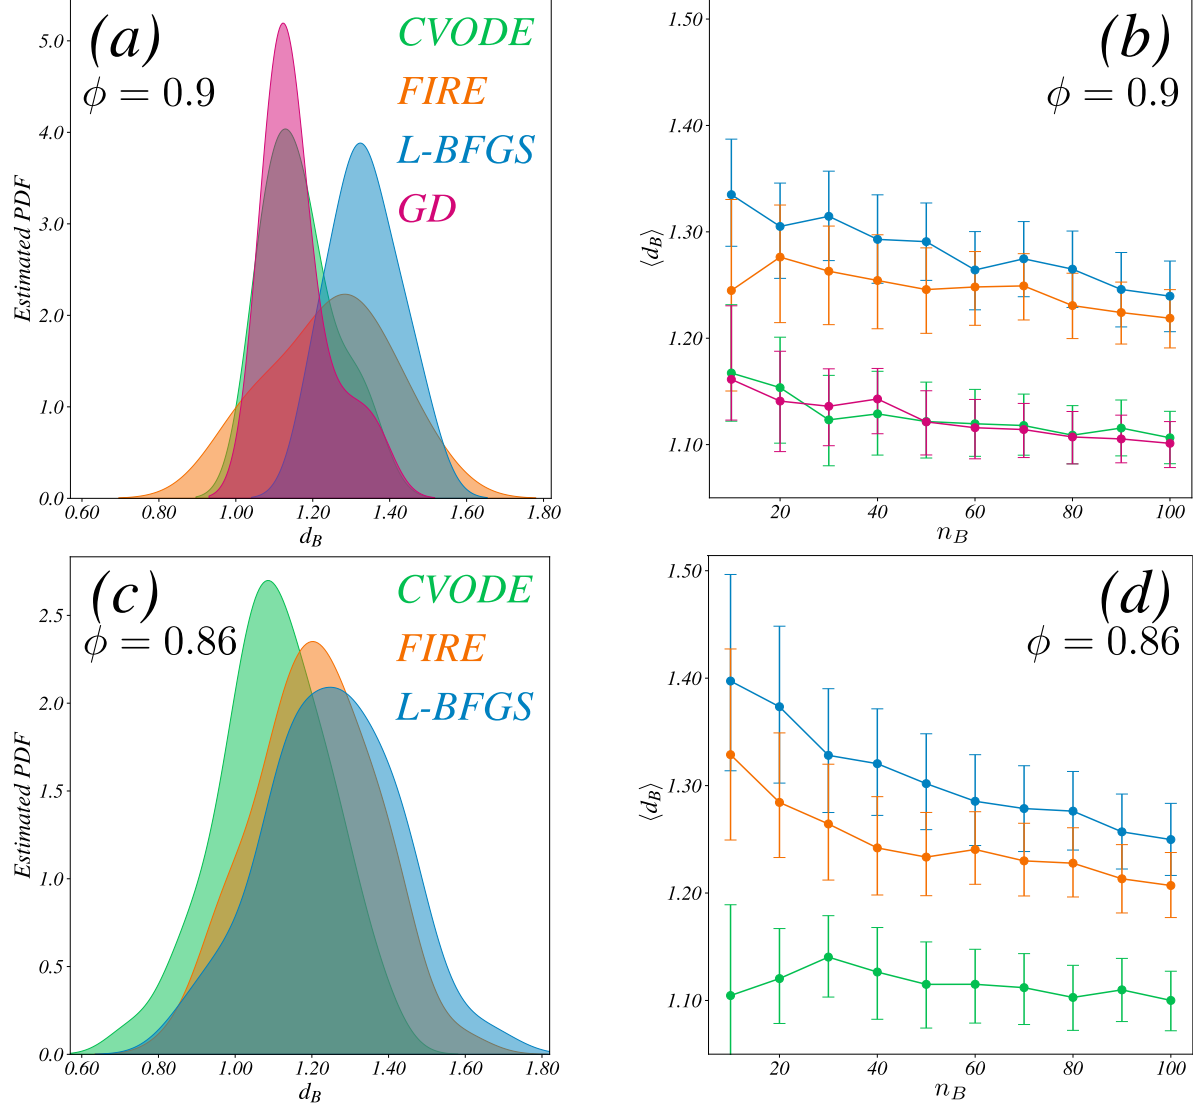 (a)
ϕ = 0.9
CVODE
FIRE
L-BFGS
GD
Estimated PDF
5.0
4.0
3.0
2.0
1.0
0.0
0.60 0.80 1.00 1.20 1.40 1.60 1.80
d_B
(b)
ϕ = 0.9
⟨d_B⟩
1.50
1.40
1.30
1.20
1.10
20 40 60 80 100
n_B
(c)
ϕ = 0.86
CVODE
FIRE
L-BFGS
Estimated PDF
2.5
2.0
1.5
1.0
0.5
0.0
0.60 0.80 1.00 1.20 1.40 1.60 1.80
d_B
(d)
ϕ = 0.86
⟨d_B⟩
1.50
1.40
1.30
1.20
1.10
20 40 60 80 100
n_B